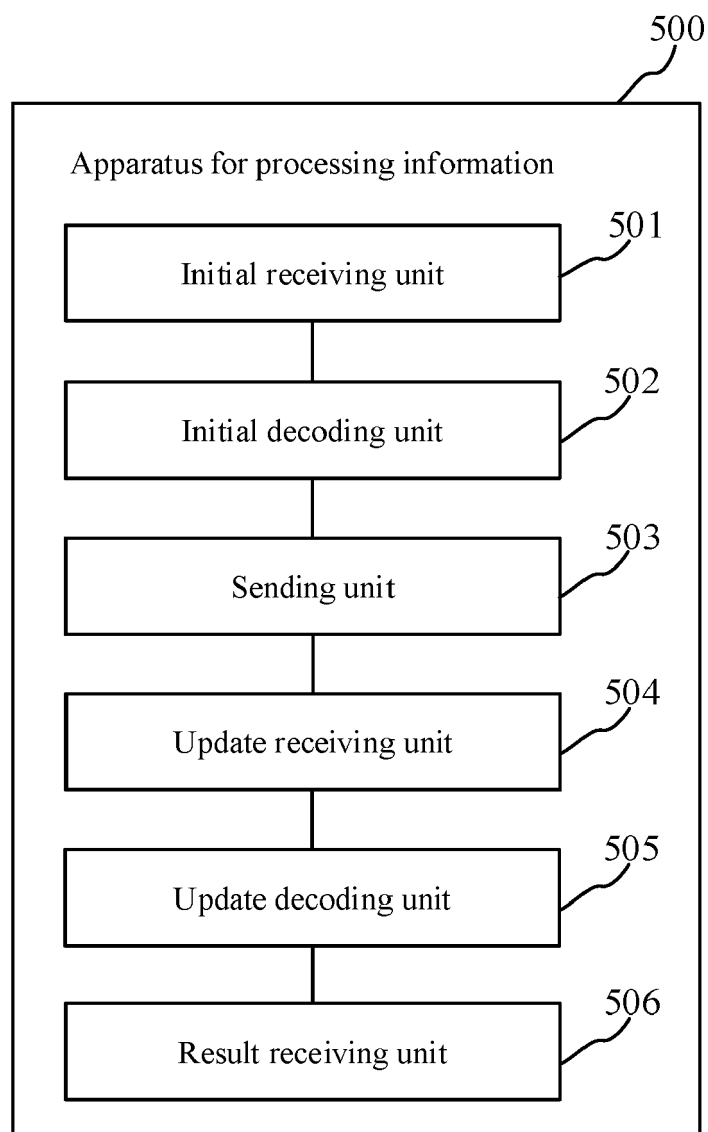 500
Apparatus for processing information
501
Initial receiving unit
502
Initial decoding unit
503
Sending unit
504
Update receiving unit
505
Update decoding unit
506
Result receiving unit